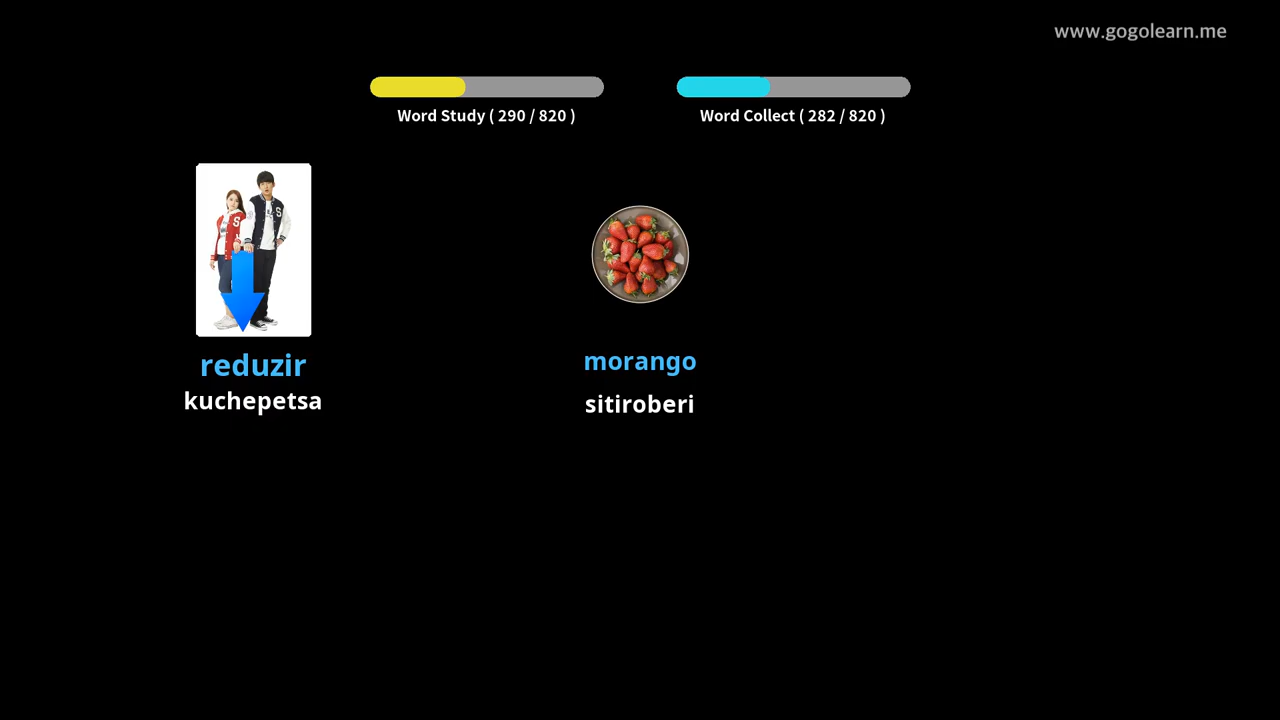 www.gogolearn.me
Word Study ( 290 / 820 )
Word Collect ( 282 / 820 )
reduzir
kuchepetsa
morango
sitiroberi